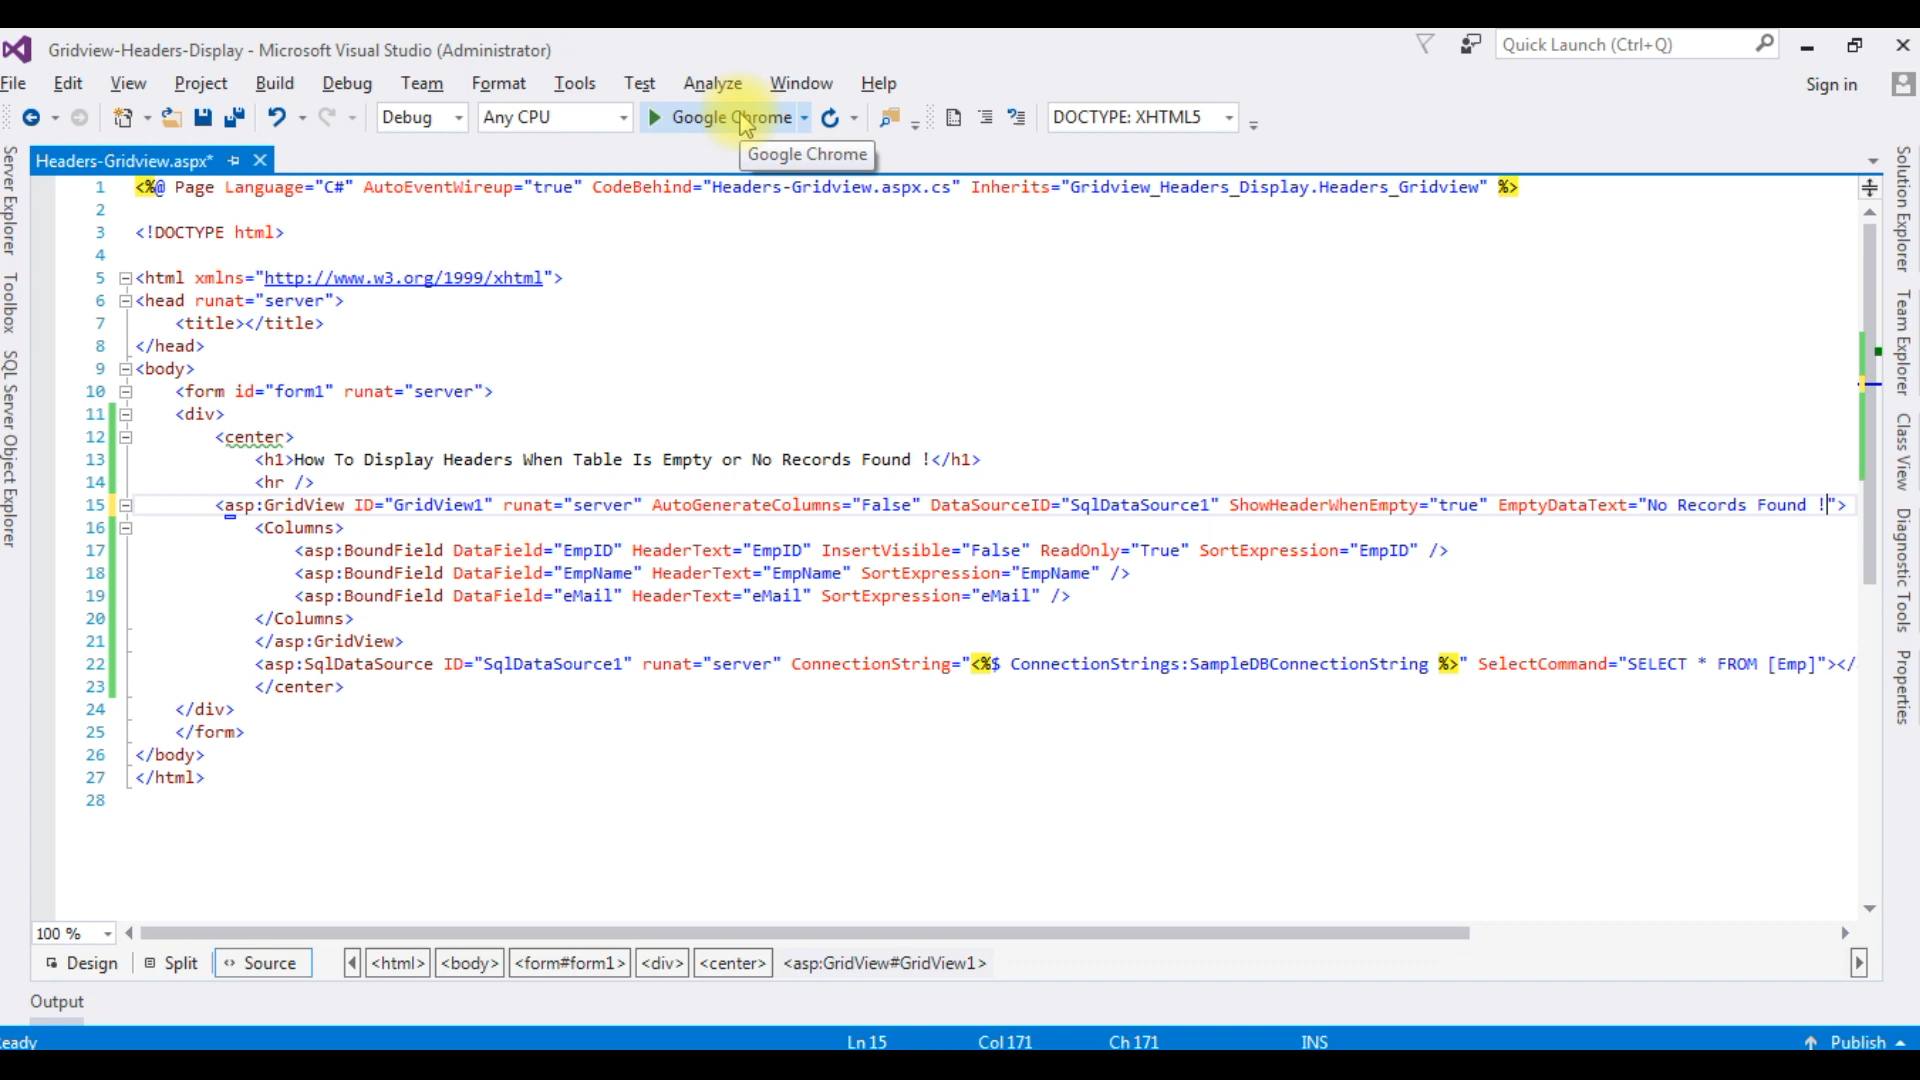 Gridview-Headers-Display - Microsoft Visual Studio (Administrator)
Quick Launch (Ctrl+Q)
File Edit View Project Build Debug Team Format Tools Test Analyze Window Help
Sign in
Debug Any CPU Google Chrome DOCTYPE: XHTML5
Google Chrome
Headers-Gridview.aspx*
1 <%@ Page Language="C#" AutoEventWireup="true" CodeBehind="Headers-Gridview.aspx.cs" Inherits="Gridview_Headers_Display.Headers_Gridview" %>
2
3 <!DOCTYPE html>
4
5 <html xmlns="http://www.w3.org/1999/xhtml">
6 <head runat="server">
7 <title></title>
8 </head>
9 <body>
10 <form id="form1" runat="server">
11 <div>
12 <center>
13 <h1>How To Display Headers When Table Is Empty or No Records Found !</h1>
14 <hr />
15 <asp:GridView ID="GridView1" runat="server" AutoGenerateColumns="False" DataSourceID="SqlDataSource1" ShowHeaderWhenEmpty="true" EmptyDataText="No Records Found !">
16 <Columns>
17 <asp:BoundField DataField="EmpID" HeaderText="EmpID" InsertVisible="False" ReadOnly="True" SortExpression="EmpID" />
18 <asp:BoundField DataField="EmpName" HeaderText="EmpName" SortExpression="EmpName" />
19 <asp:BoundField DataField="eMail" HeaderText="eMail" SortExpression="eMail" />
20 </Columns>
21 </asp:GridView>
22 <asp:SqlDataSource ID="SqlDataSource1" runat="server" ConnectionString="<%$ ConnectionStrings:SampleDBConnectionString %>" SelectCommand="SELECT * FROM [Emp]"></
23 </center>
24 </div>
25 </form>
26 </body>
27 </html>
28
Server Explorer
Toolbox
SQL Server Object Explorer
Solution Explorer
Team Explorer
Class View
Diagnostic Tools
Properties
100 %
Design Split Source <html> <body> <form#form1> <div> <center> <asp:GridView#GridView1>
Output
eady Ln 15 Col 171 Ch 171 INS Publish